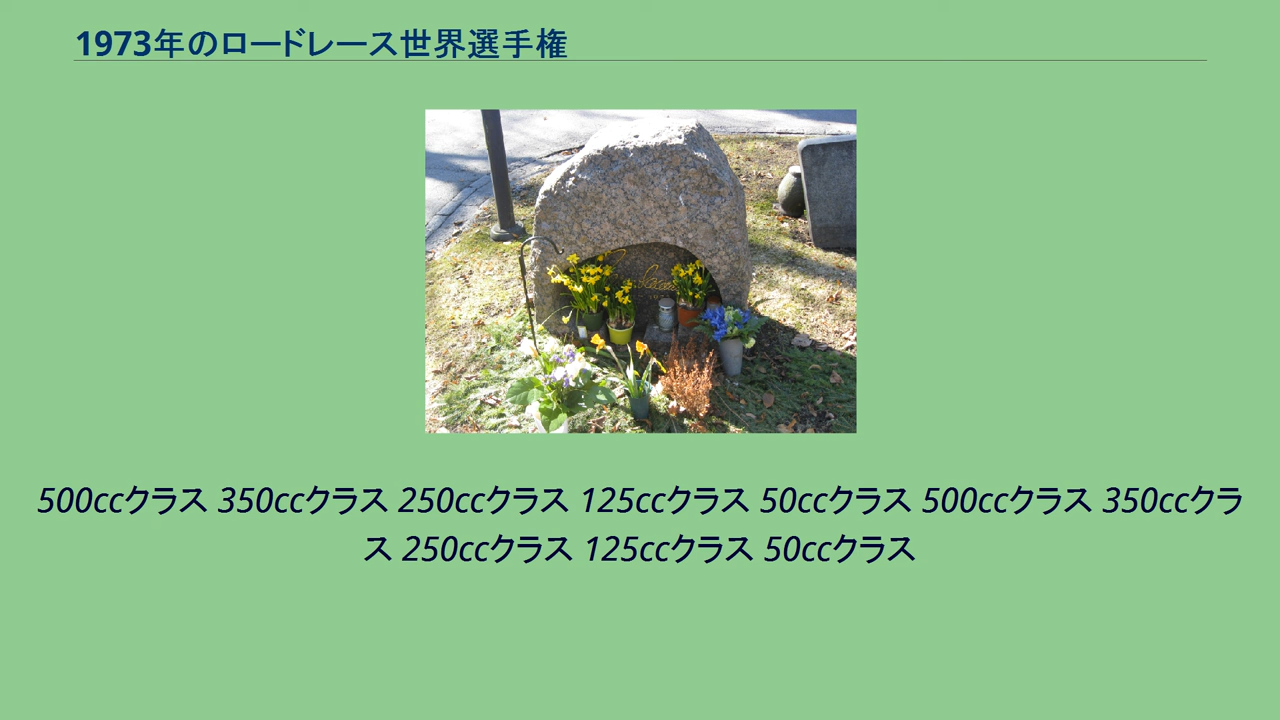 1973年のロードレース世界選手権
500ccクラス 350ccクラス 250ccクラス 125ccクラス 50ccクラス 500ccクラス 350ccクラ
ス 250ccクラス 125ccクラス 50ccクラス